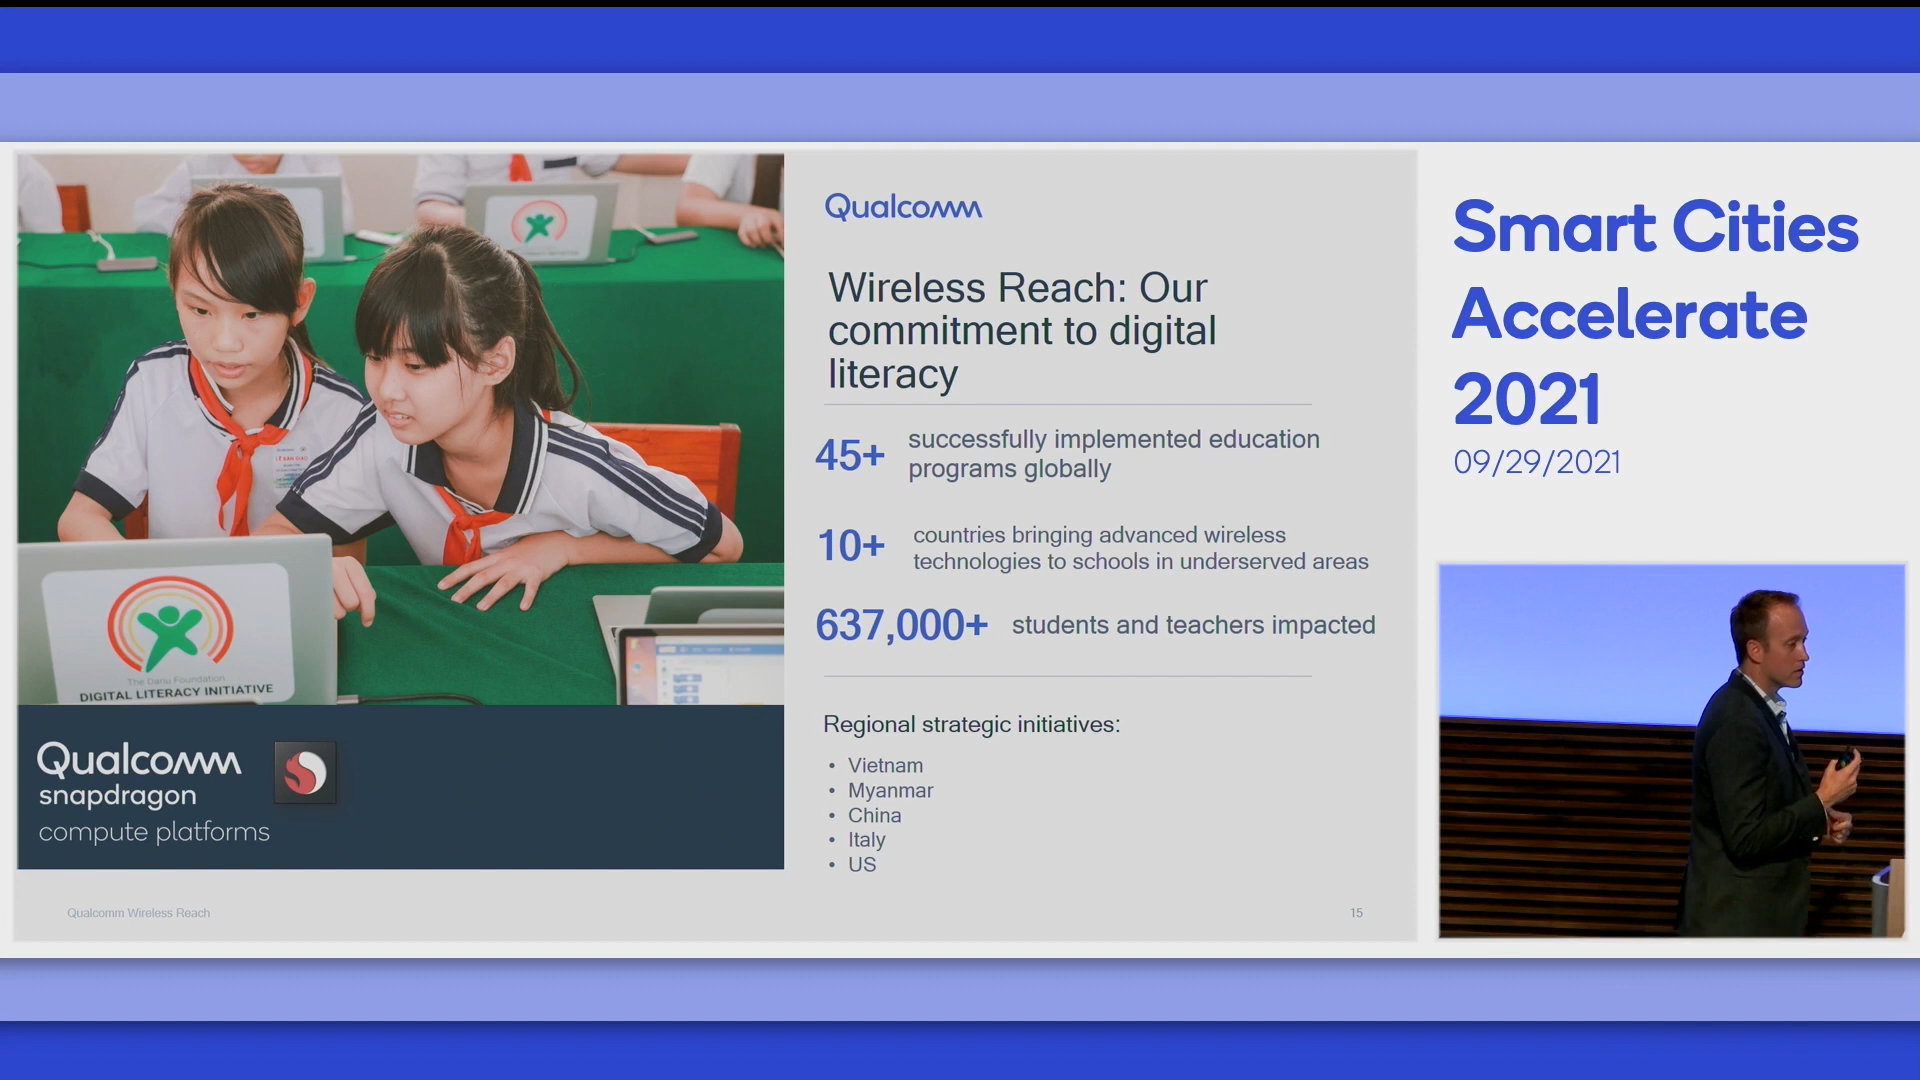 Qualcomm
Wireless Reach: Our
commitment to digital
literacy
45+ successfully implemented education
programs globally
10+ countries bringing advanced wireless
technologies to schools in underserved areas
637,000+ students and teachers impacted
Regional strategic initiatives:
• Vietnam
• Myanmar
• China
• Italy
• US
The Dariu Foundation
DIGITAL LITERACY INITIATIVE
Qualcomm
snapdragon
compute platforms
Qualcomm Wireless Reach
15
Smart Cities
Accelerate
2021
09/29/2021